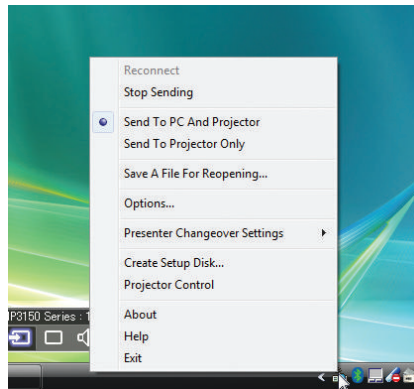 Reconnect
Stop Sending
Send To PC And Projector
Send To Projector Only
Save A File For Reopening...
Options...
Presenter Changeover Settings
Create Setup Disk...
Projector Control
About
IP3150 Series : 1
Help
Exit